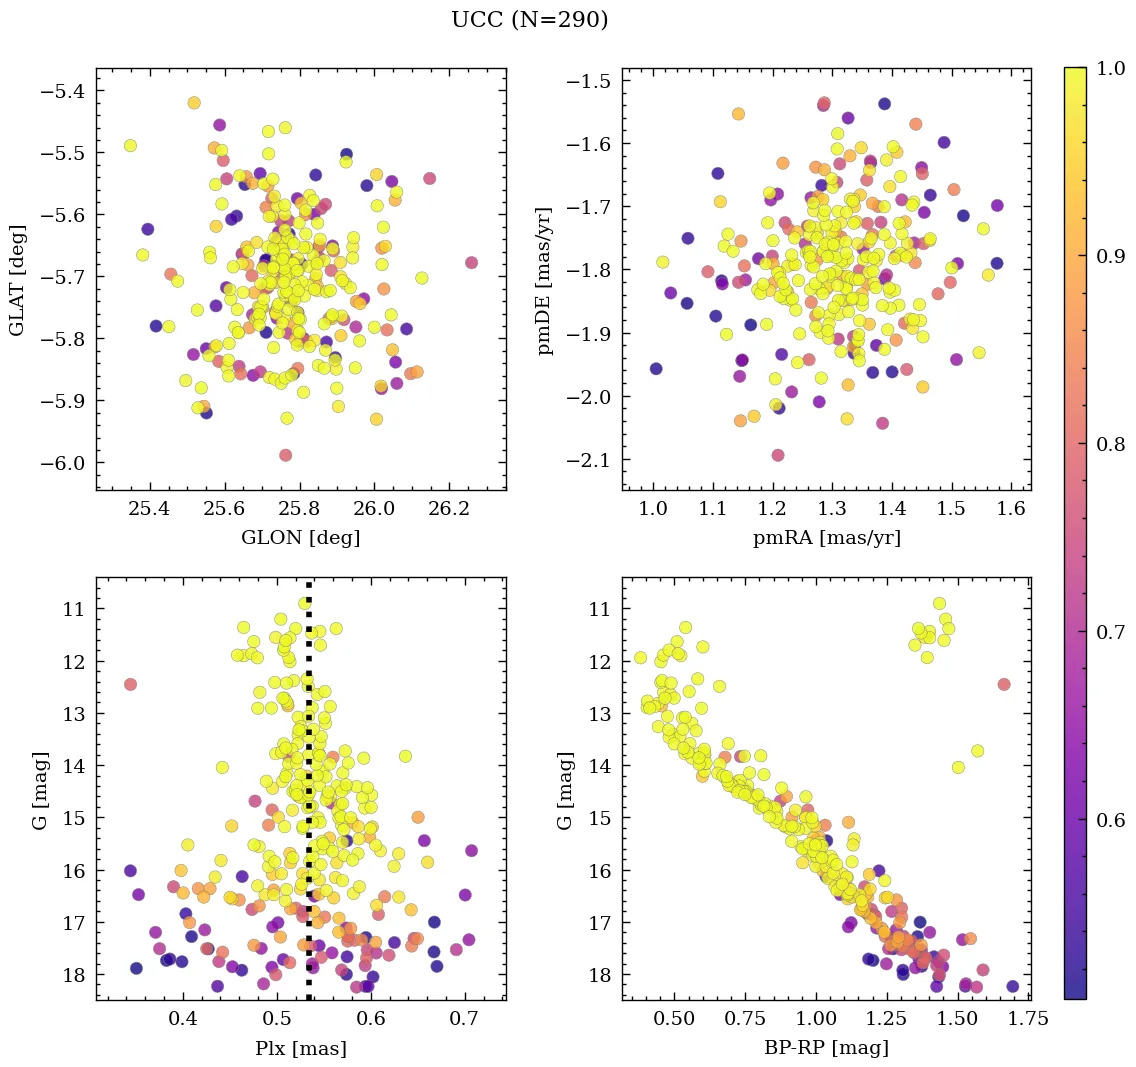 UCC (N=290)
−5.4
−5.5
−5.6
−5.7
−5.8
−5.9
−6.0
GLAT [deg]
25.4 25.6 25.8 26.0 26.2
GLON [deg]
−1.5
−1.6
−1.7
−1.8
−1.9
−2.0
−2.1
pmDE [mas/yr]
1.0 1.1 1.2 1.3 1.4 1.5 1.6
pmRA [mas/yr]
11
12
13
14
15
16
17
18
G [mag]
0.4 0.5 0.6 0.7
Plx [mas]
11
12
13
14
15
16
17
18
G [mag]
0.50 0.75 1.00 1.25 1.50 1.75
BP-RP [mag]
1.0
0.9
0.8
0.7
0.6